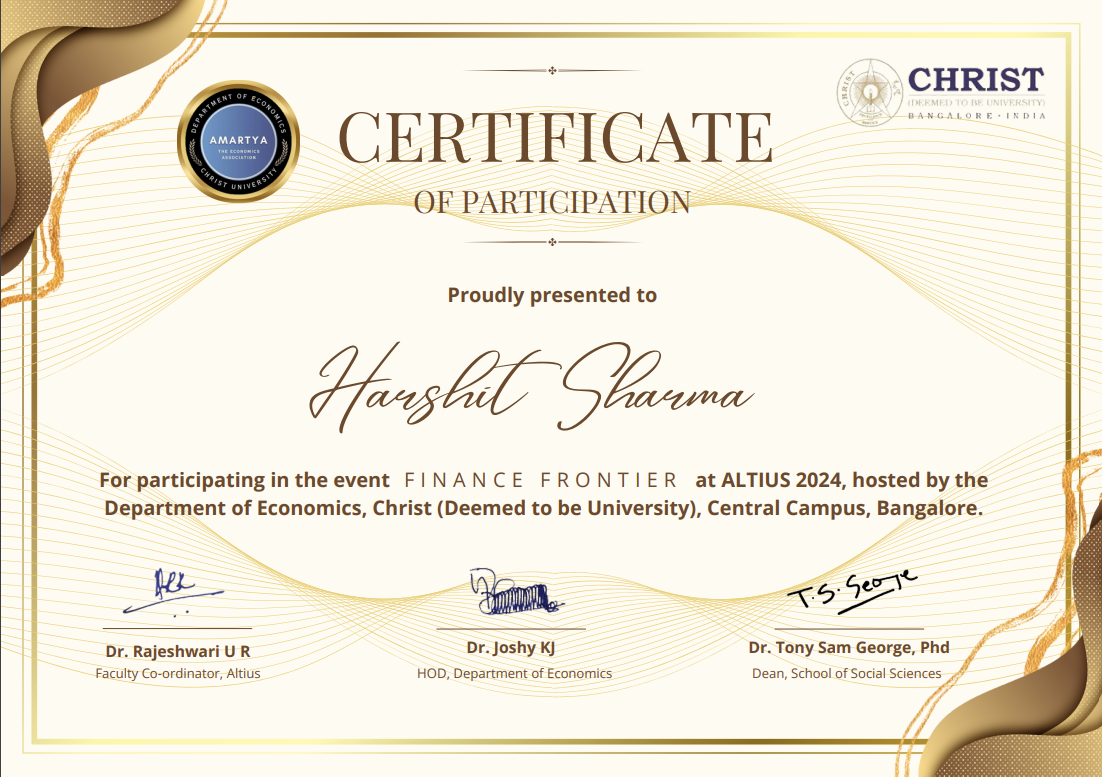 DEPARTMENT OF ECONOMICS
AMARTYA
THE ECONOMICS
ASSOCIATION
CHRIST UNIVERSITY
CHRIST
(DEEMED TO BE UNIVERSITY)
BANGALORE · INDIA
CERTIFICATE
OF PARTICIPATION
Proudly presented to
Harshit Sharma
For participating in the event FINANCE FRONTIER at ALTIUS 2024, hosted by the
Department of Economics, Christ (Deemed to be University), Central Campus, Bangalore.
T.S. George
Dr. Rajeshwari U R
Faculty Co-ordinator, Altius
Dr. Joshy KJ
HOD, Department of Economics
Dr. Tony Sam George, Phd
Dean, School of Social Sciences